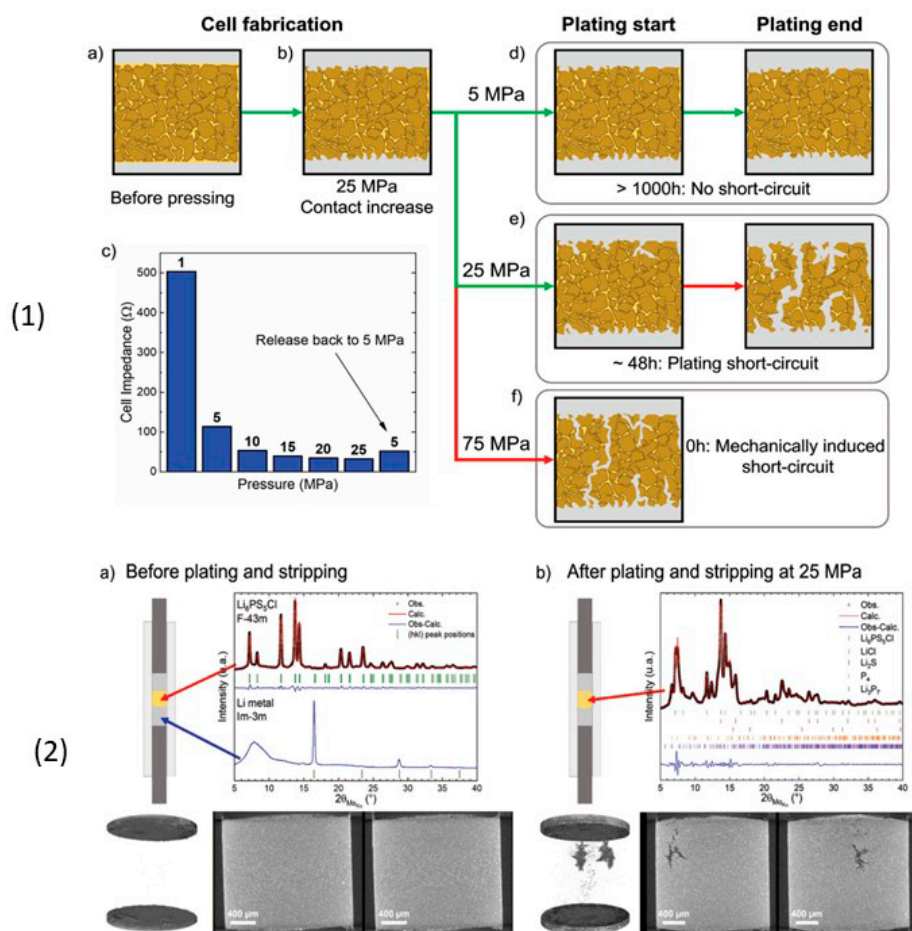 Cell fabrication
Plating start
Plating end
a)
b)
d)
5 MPa
Before pressing
25 MPa
Contact increase
> 1000h: No short-circuit
e)
c)
25 MPa
(1)
500
400
300
200
100
0
Cell Impedance (Ω)
1
5
10
15
20
25
5
Release back to 5 MPa
Pressure (MPa)
~ 48h: Plating short-circuit
f)
75 MPa
0h: Mechanically induced
short-circuit
(2)
a) Before plating and stripping
Li₆PS₅Cl
F-43m
Obs.
Calc.
Obs-Calc.
(hkl) peak positions
Intensity (u.a.)
Li metal
Im-3m
5 10 15 20 25 30 35 40
2θMoKα (°)
400 µm
400 µm
b) After plating and stripping at 25 MPa
Obs.
Calc.
Obs-Calc.
Li₆PS₅Cl
LiCl
Li₂S
P₄
Li₃P₇
Intensity (u.a.)
5 10 15 20 25 30 35 40
2θMoKα (°)
400 µm
400 µm